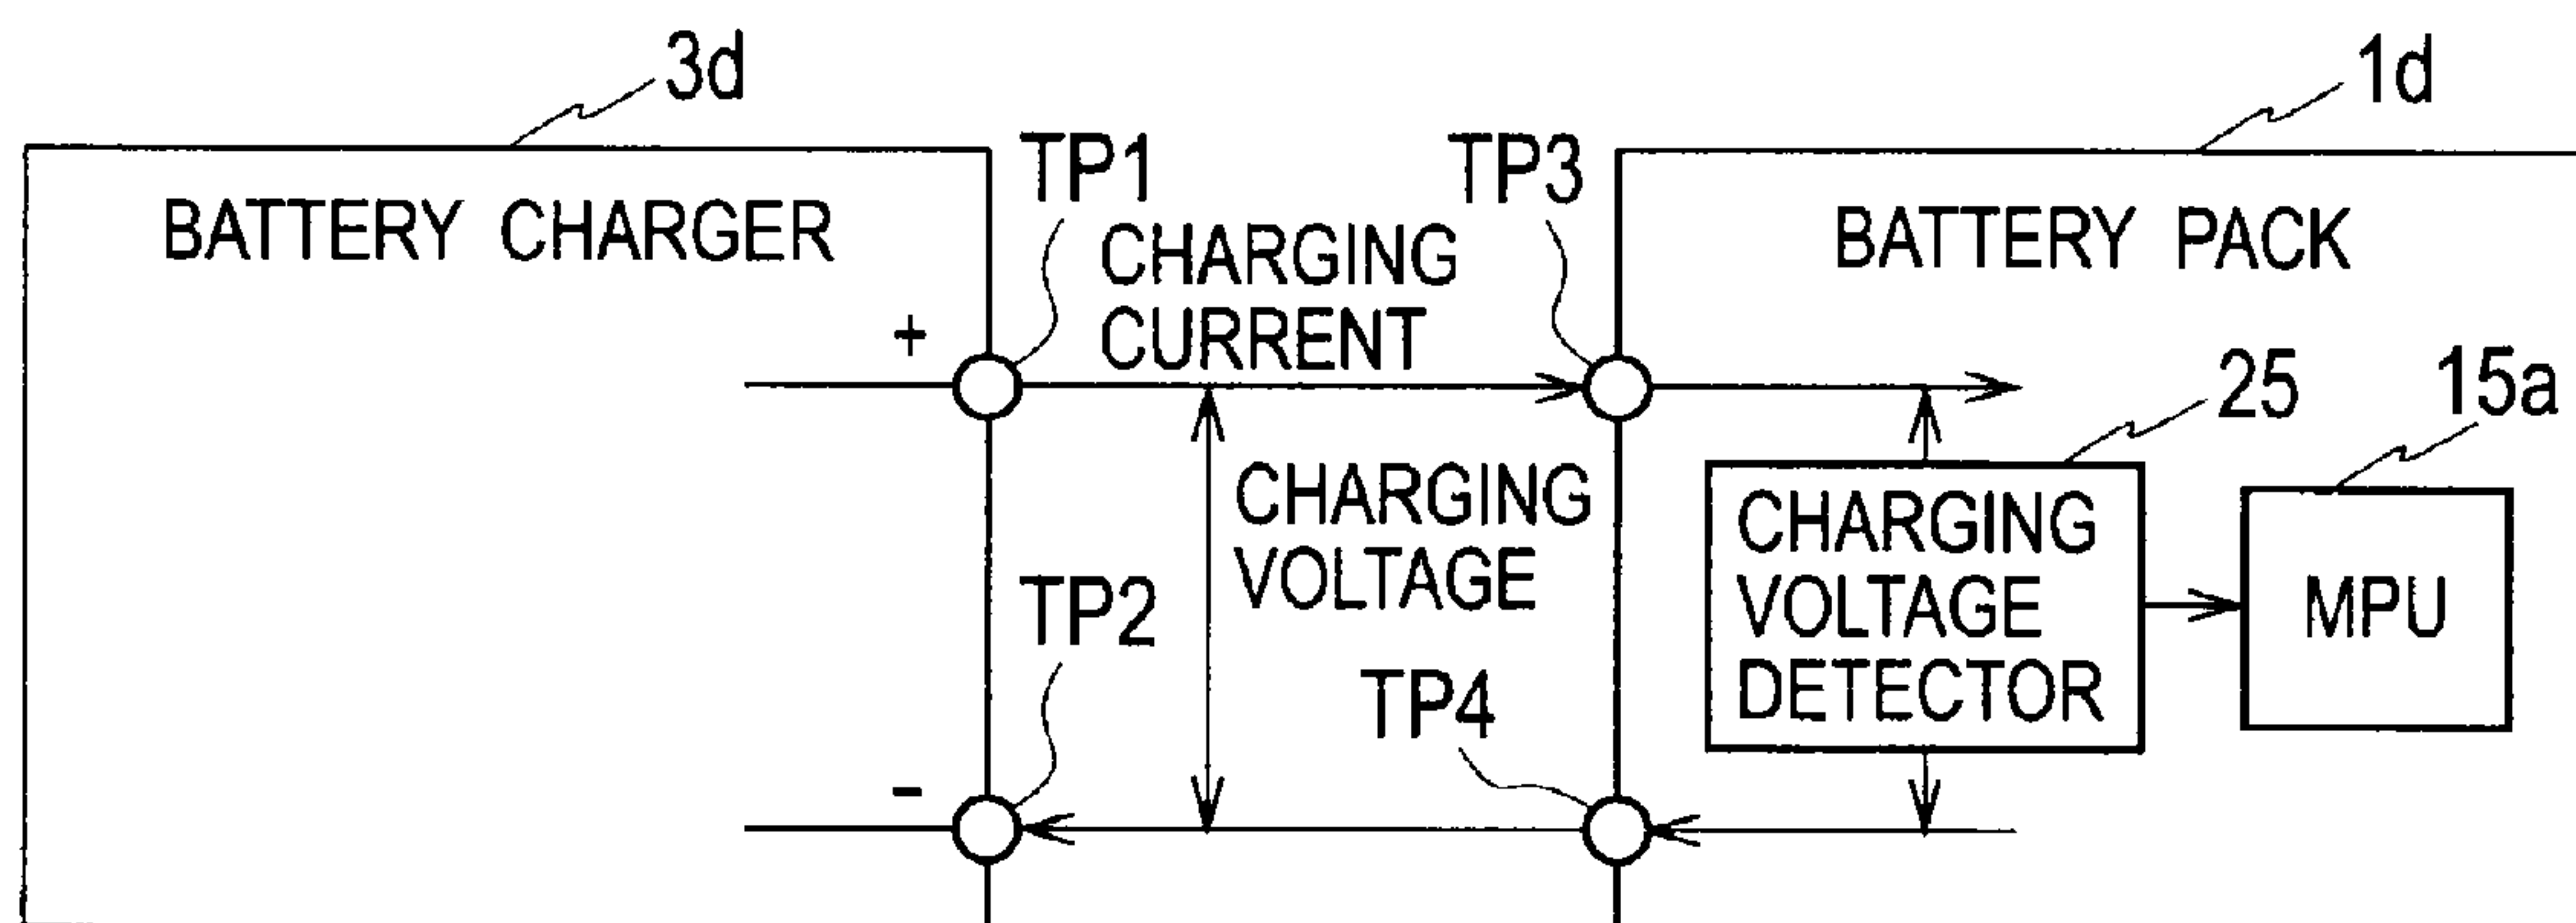 3d
1d
TP1
TP3
BATTERY CHARGER
BATTERY PACK
CHARGING
CURRENT
+
25
15a
CHARGING
VOLTAGE
CHARGING
VOLTAGE
DETECTOR
MPU
TP2
TP4
-